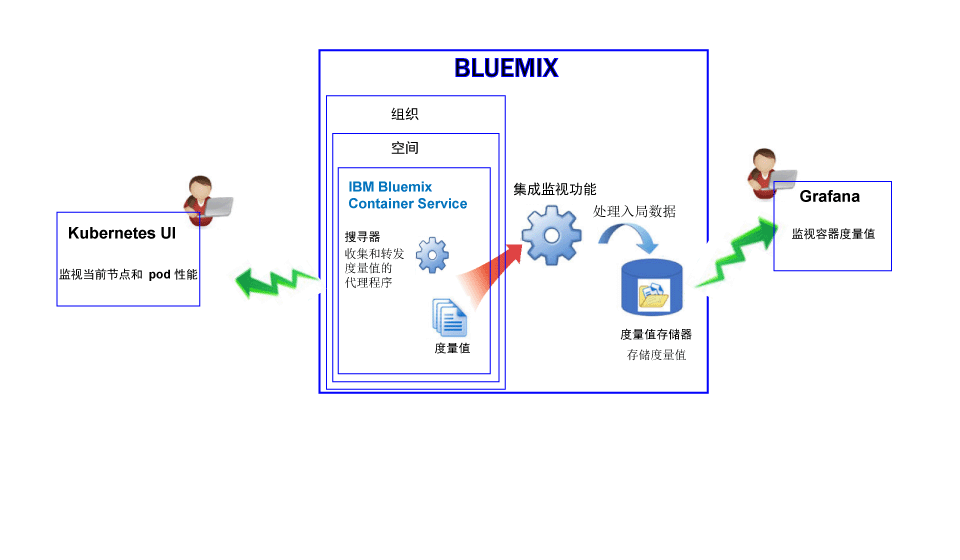 BLUEMIX
组织
空间
IBM Bluemix
Container Service
搜寻器
收集和转发
度量值的
代理程序
度量值
集成监视功能
处理入局数据
度量值存储器
存储度量值
Kubernetes UI
监视当前节点和 pod 性能
Grafana
监视容器度量值